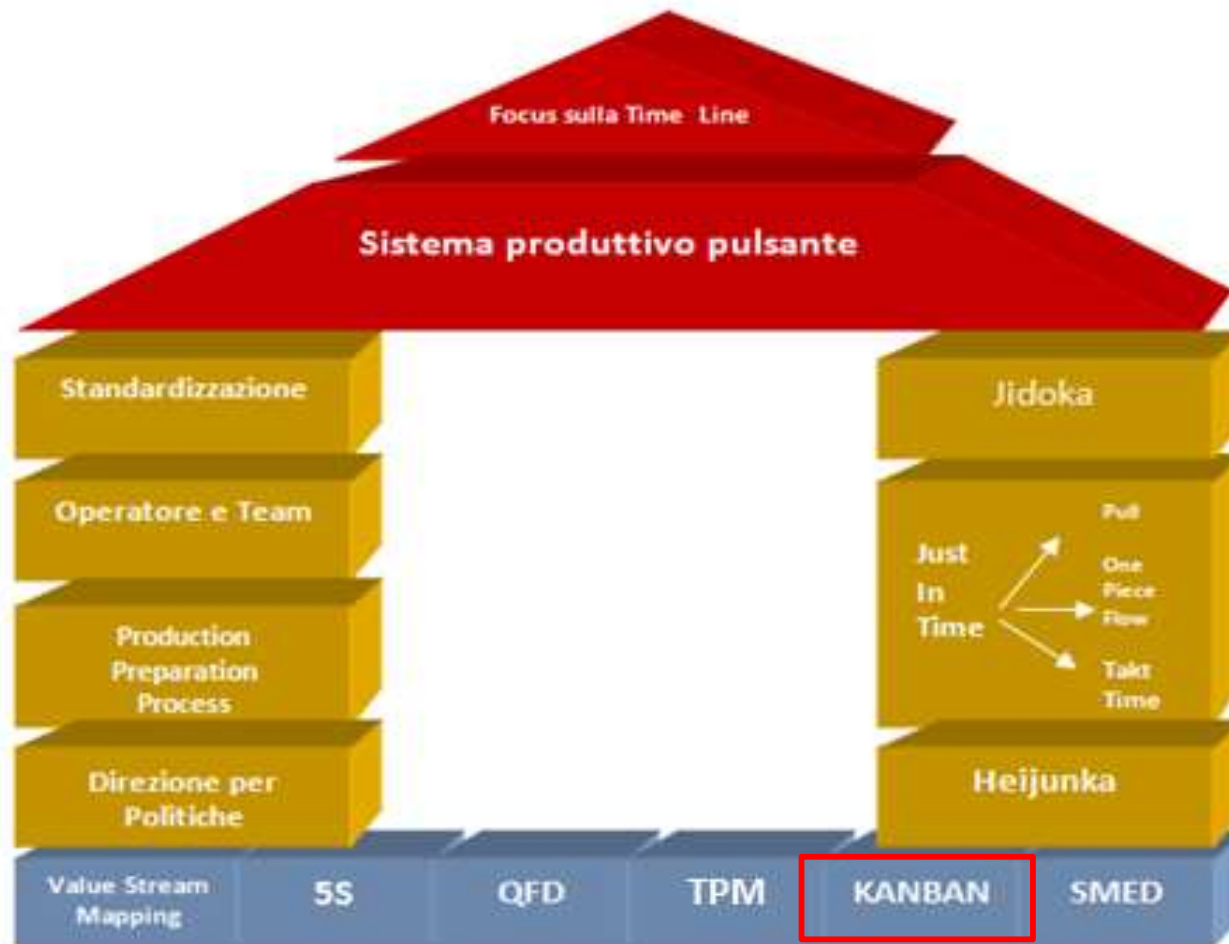 Focus sulla Time Line
Sistema produttivo pulsante
Standardizzazione
Operatore e Team
Production
Preparation
Process
Direzione per
Politiche
Jidoka
Just
In
Time
Pull
One
Piece
Flow
Takt
Time
Heijunka
Value Stream
Mapping
5S
QFD
TPM
KANBAN
SMED